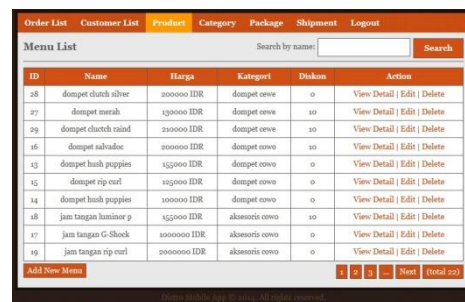 Order List Customer List Product Category Package Shipment Logout
Menu List Search by name: Search
ID Name Harga Kategori Diskon Action
28 dompet clutch silver 200000 IDR dompet cewe 0 View Detail | Edit | Delete
27 dompet merah 130000 IDR dompet cewe 10 View Detail | Edit | Delete
29 dompet cluctch raind 210000 IDR dompet cewe 10 View Detail | Edit | Delete
16 dompet salvador 200000 IDR dompet cowo 10 View Detail | Edit | Delete
13 dompet hush puppies 155000 IDR dompet cowo 0 View Detail | Edit | Delete
15 dompet rip curl 125000 IDR dompet cowo 0 View Detail | Edit | Delete
14 dompet hush puppies 100000 IDR dompet cowo 0 View Detail | Edit | Delete
18 jam tangan luminor p 155000 IDR aksesoris cowo 10 View Detail | Edit | Delete
17 jam tangan G-Shock 1000000 IDR aksesoris cowo 0 View Detail | Edit | Delete
19 jam tangan rip curl 2000000 IDR aksesoris cowo 0 View Detail | Edit | Delete
Add New Menu 1 2 3 ... Next (total 22)
Distro Mobile App © 2014. All rights reserved.